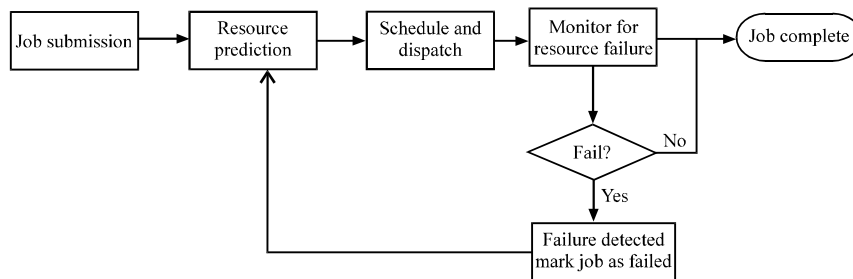 Job submission
Resource
prediction
Schedule and
dispatch
Monitor for
resource failure
Job complete
Fail?
No
Yes
Failure detected
mark job as failed